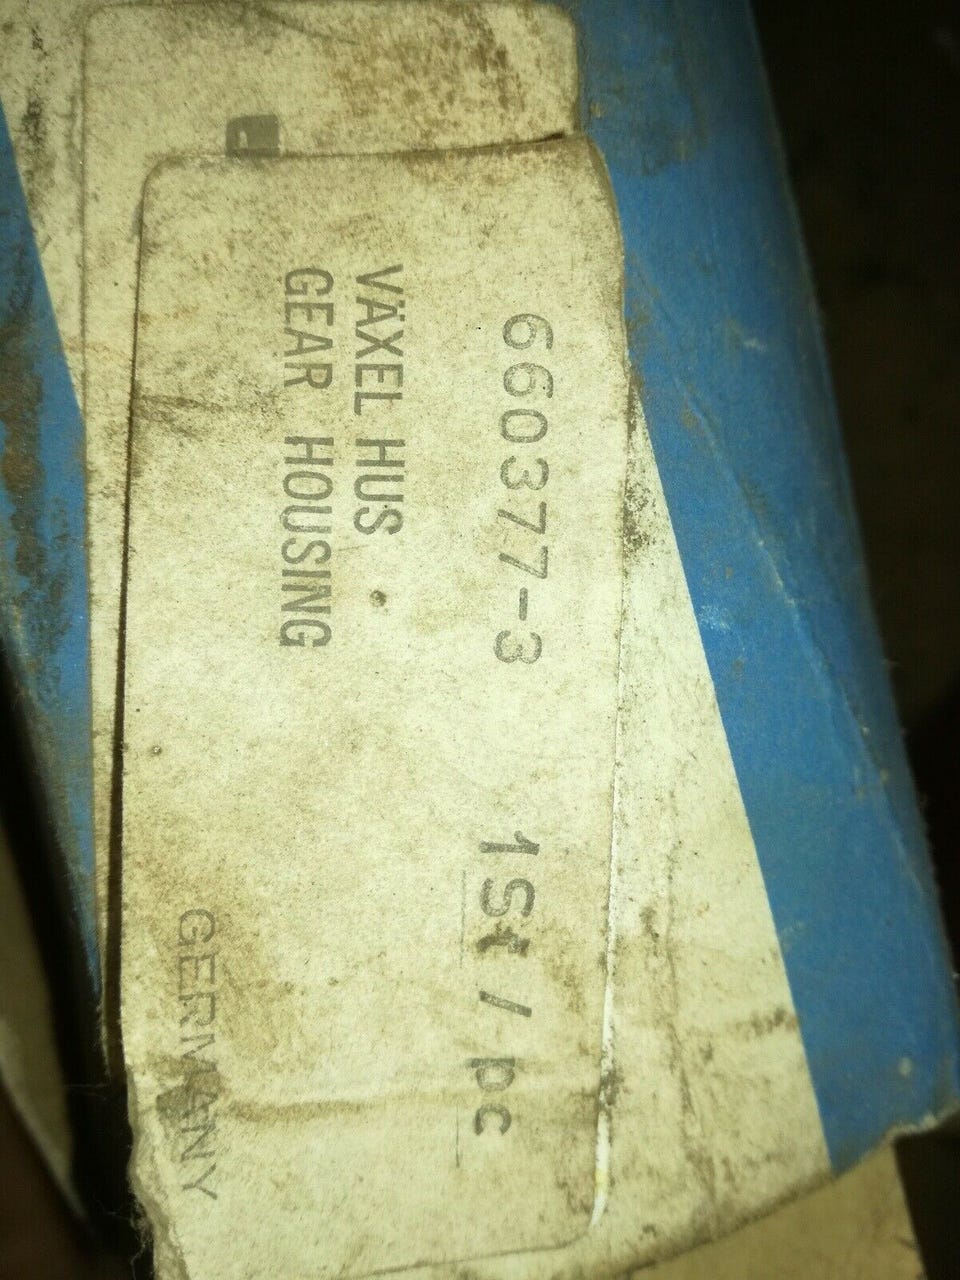 660377-3 1St / pc
VÄXEL HUS
GEAR HOUSING
GERMANY